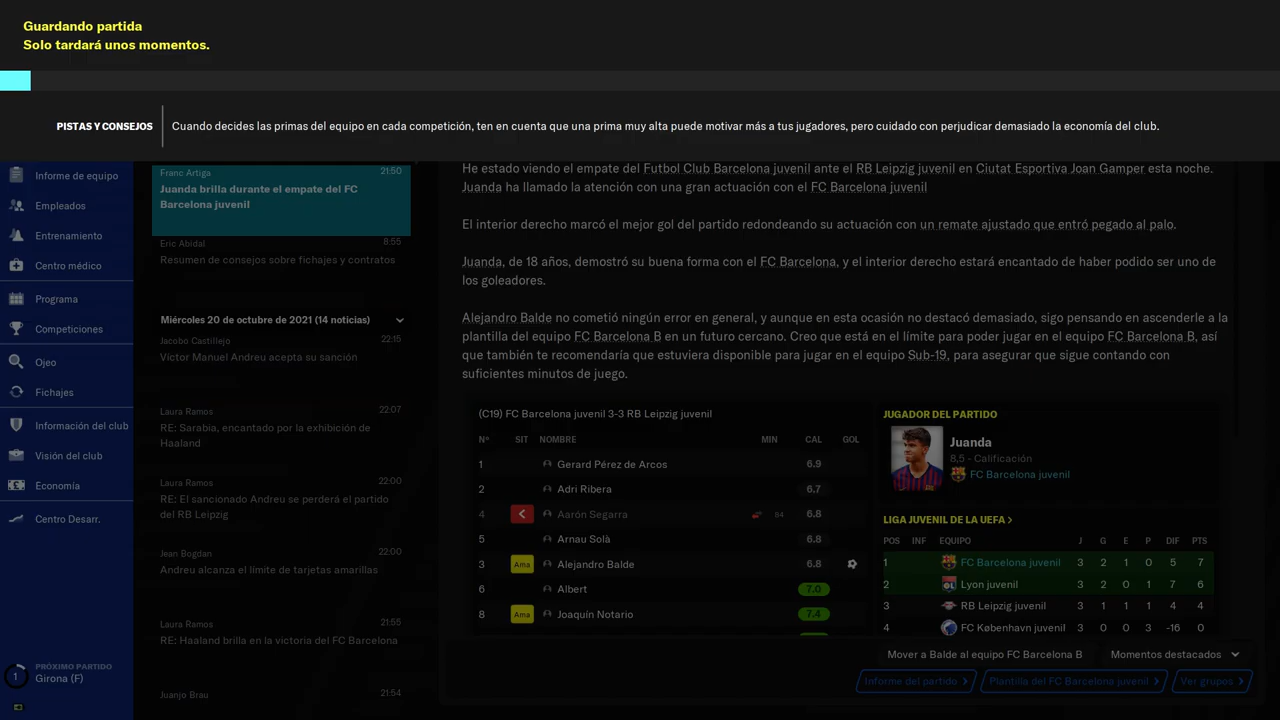 Guardando partida
Solo tardará unos momentos.
PISTAS Y CONSEJOS
Cuando decides las primas del equipo en cada competición, ten en cuenta que una prima muy alta puede motivar más a tus jugadores, pero cuidado con perjudicar demasiado la economía del club.
Informe de equipo
Empleados
Entrenamiento
Centro médico
Programa
Competiciones
Ojeo
Fichajes
Información del club
Visión del club
Economía
Centro Desarr.
1
PRÓXIMO PARTIDO
Girona (F)
Franc Artiga 21:50
Juanda brilla durante el empate del FC
Barcelona juvenil
Eric Abidal 8:55
Resumen de consejos sobre fichajes y contratos
Miércoles 20 de octubre de 2021 (14 noticias)
Jacobo Castillejo 22:15
Víctor Manuel Andreu acepta su sanción
Laura Ramos 22:07
RE: Sarabia, encantado por la exhibición de
Haaland
Laura Ramos 22:00
RE: El sancionado Andreu se perderá el partido
del RB Leipzig
Jean Bogdan 22:00
Andreu alcanza el límite de tarjetas amarillas
Laura Ramos 21:55
RE: Haaland brilla en la victoria del FC Barcelona
Juanjo Brau 21:54
He estado viendo el empate del Futbol Club Barcelona juvenil ante el RB Leipzig juvenil en Ciutat Esportiva Joan Gamper esta noche.
Juanda ha llamado la atención con una gran actuación con el FC Barcelona juvenil
El interior derecho marcó el mejor gol del partido redondeando su actuación con un remate ajustado que entró pegado al palo.
Juanda, de 18 años, demostró su buena forma con el FC Barcelona, y el interior derecho estará encantado de haber podido ser uno de
los goleadores.
Alejandro Balde no cometió ningún error en general, y aunque en esta ocasión no destacó demasiado, sigo pensando en ascenderle a la
plantilla del equipo FC Barcelona B en un futuro cercano. Creo que está en el límite para poder jugar en el equipo FC Barcelona B, así
que también te recomendaría que estuviera disponible para jugar en el equipo Sub-19, para asegurar que sigue contando con
suficientes minutos de juego.
(C19) FC Barcelona juvenil 3-3 RB Leipzig juvenil
Nº SIT NOMBRE MIN CAL GOL
1 Gerard Pérez de Arcos 6.9
2 Adri Ribera 6.7
4 Aarón Segarra 84 6.8
5 Arnau Solà 6.8
3 Ama Alejandro Balde 6.8
6 Albert 7.0
8 Ama Joaquín Notario 7.4
JUGADOR DEL PARTIDO
Juanda
8,5 - Calificación
FC Barcelona juvenil
LIGA JUVENIL DE LA UEFA >
POS INF EQUIPO J G E P DIF PTS
1 FC Barcelona juvenil 3 2 1 0 5 7
2 Lyon juvenil 3 2 0 1 7 6
3 RB Leipzig juvenil 3 1 1 1 4 4
4 FC København juvenil 3 0 0 3 -16 0
Mover a Balde al equipo FC Barcelona B Momentos destacados
Informe del partido > Plantilla del FC Barcelona juvenil > Ver grupos >